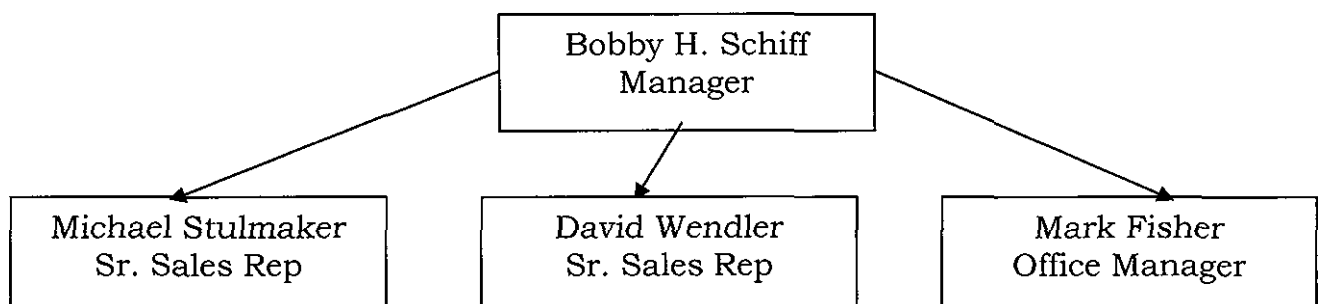 Bobby H. Schiff
Manager
Michael Stulmaker
Sr. Sales Rep
David Wendler
Sr. Sales Rep
Mark Fisher
Office Manager